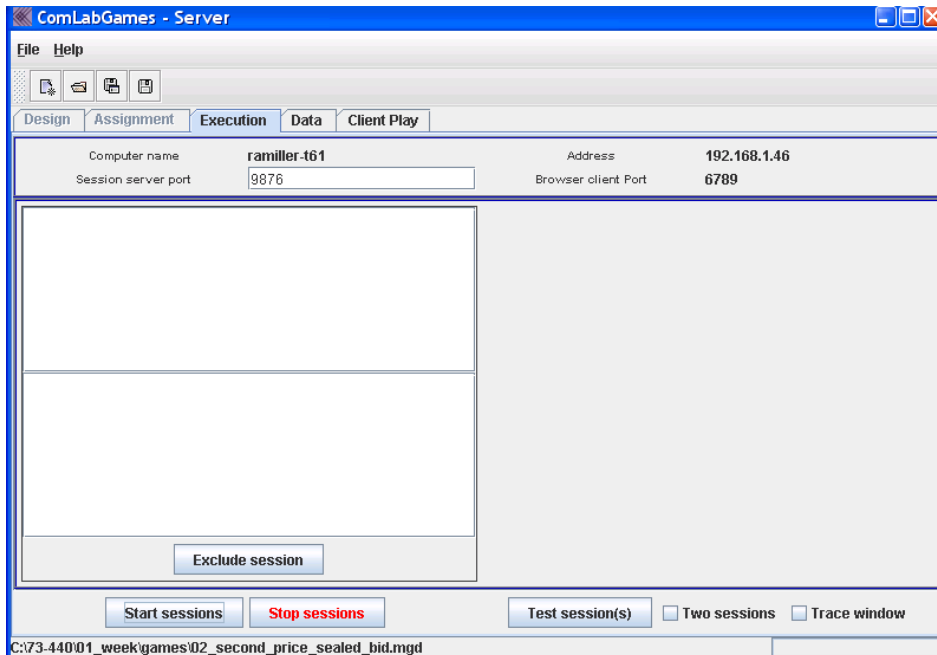 ComLabGames - Server
File Help
Design Assignment Execution Data Client Play
Computer name ramiller-t61 Address 192.168.1.46
Session server port 9876 Browser client Port 6789
Exclude session
Start sessions Stop sessions Test session(s) Two sessions Trace window
C:\73-440\01_week\games\02_second_price_sealed_bid.mgd